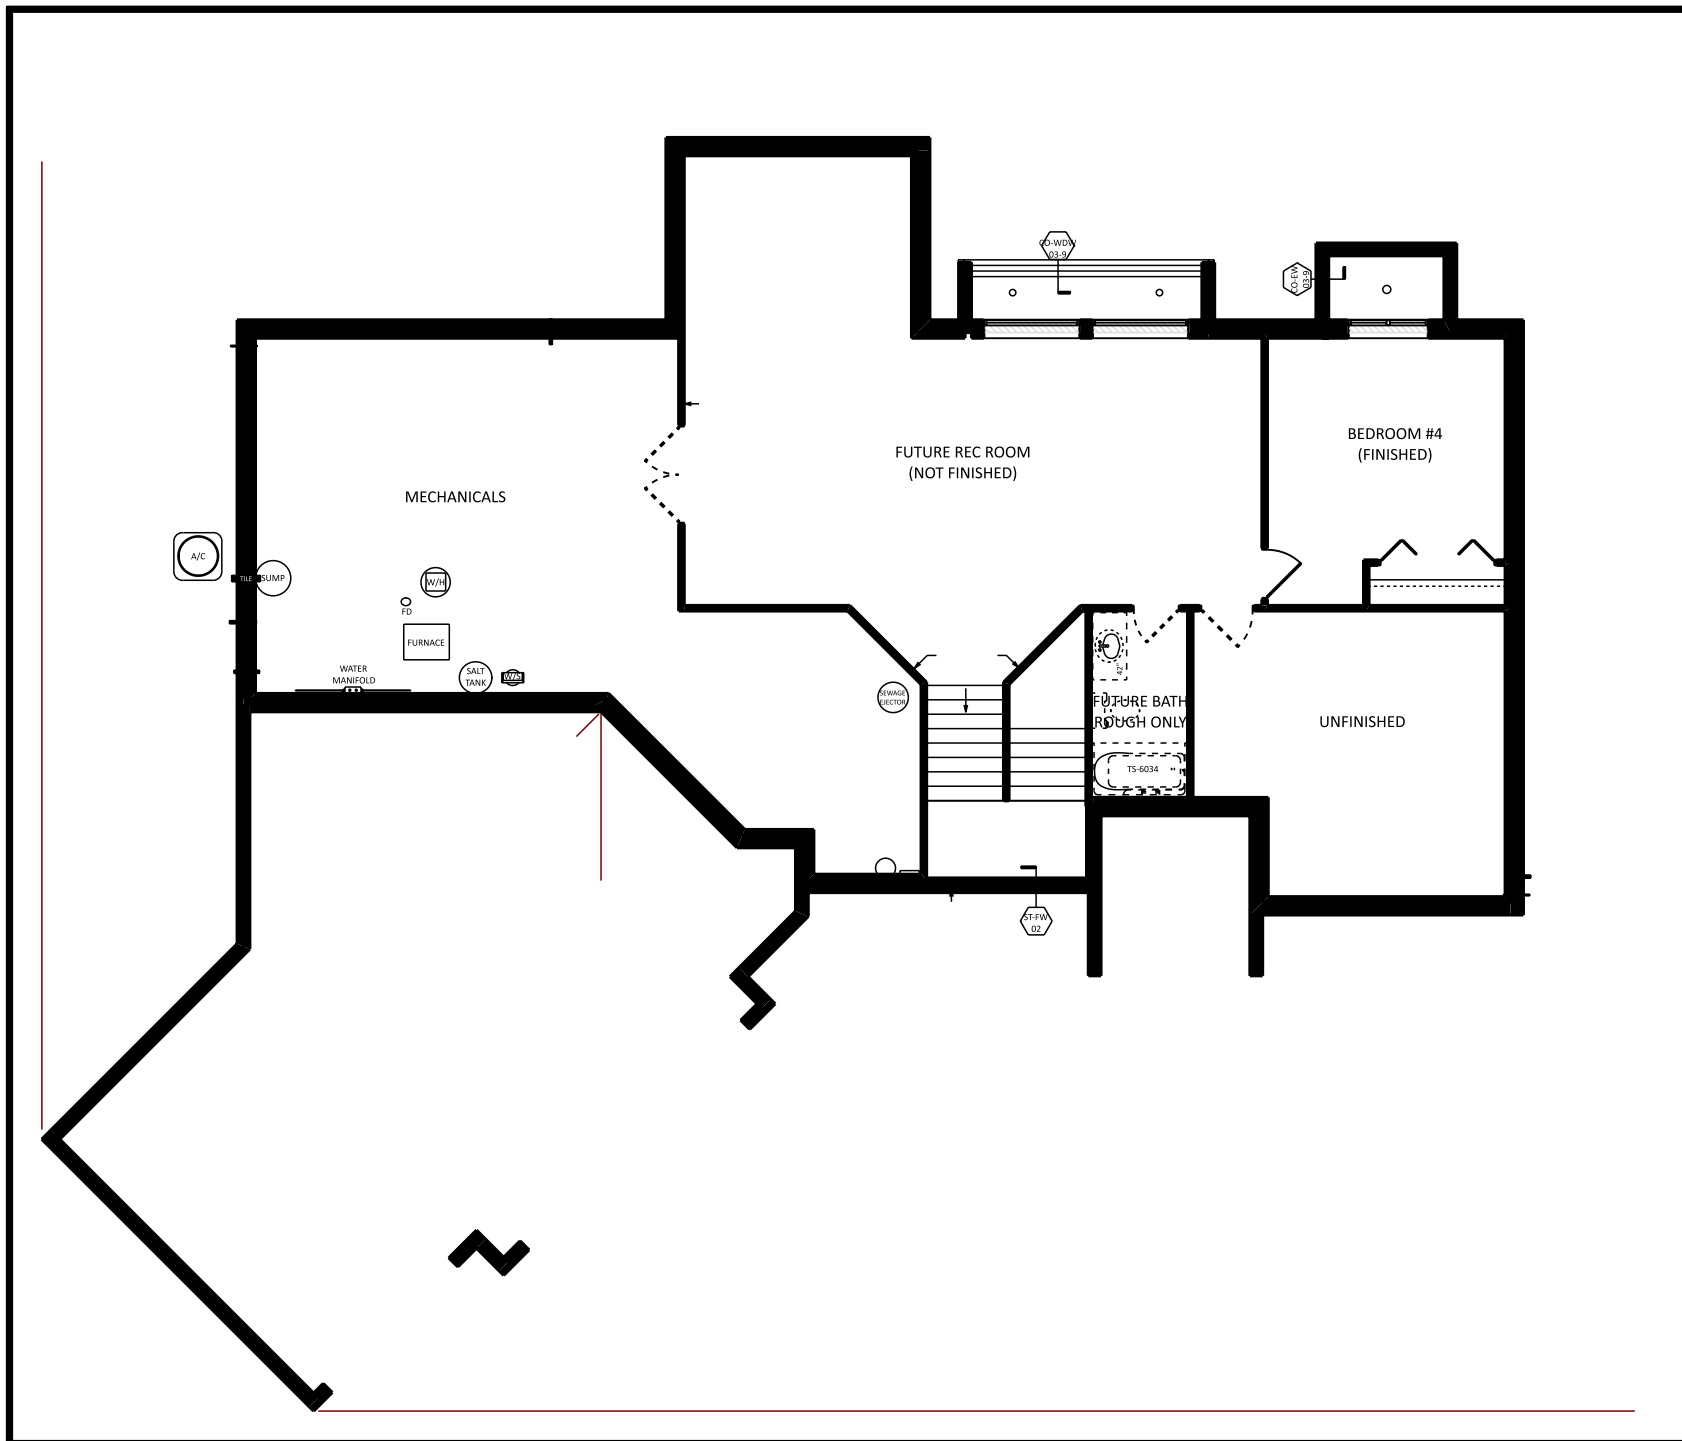 CO-WDW
03-9
CO-EW
03-9
BEDROOM #4
(FINISHED)
FUTURE REC ROOM
(NOT FINISHED)
MECHANICALS
A/C
TILE
SUMP
W/H
FD
FURNACE
WATER
MANIFOLD
SALT
TANK
W/S
SEWAGE
EJECTOR
42"
FUTURE BATH
ROUGH ONLY
UNFINISHED
TS-6034
ST-FW
02